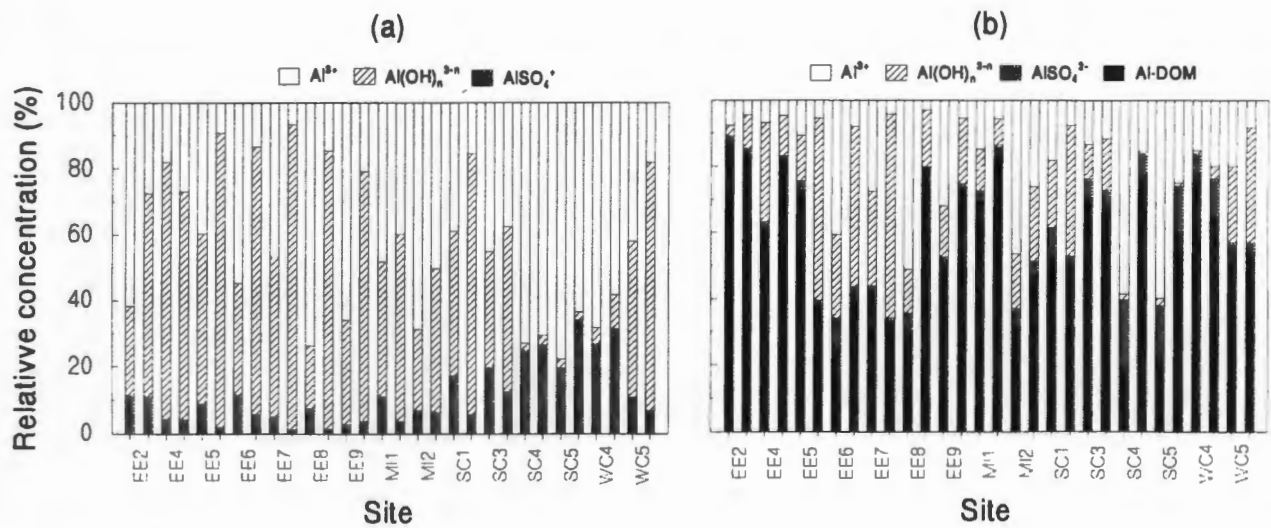 (a)
(b)
Al³⁺ Al(OH)ₙ³⁻ⁿ AlSO₄⁺
Al³⁺ Al(OH)ₙ³⁻ⁿ AlSO₄²⁻ Al-DOM
Relative concentration (%)
100
80
60
40
20
0
EE2 EE4 EE5 EE6 EE7 EE8 EE9 MI1 MI2 SC1 SC3 SC4 SC5 WC4 WC5
EE2 EE4 EE5 EE6 EE7 EE8 EE9 MI1 MI2 SC1 SC3 SC4 SC5 WC4 WC5
Site
Site